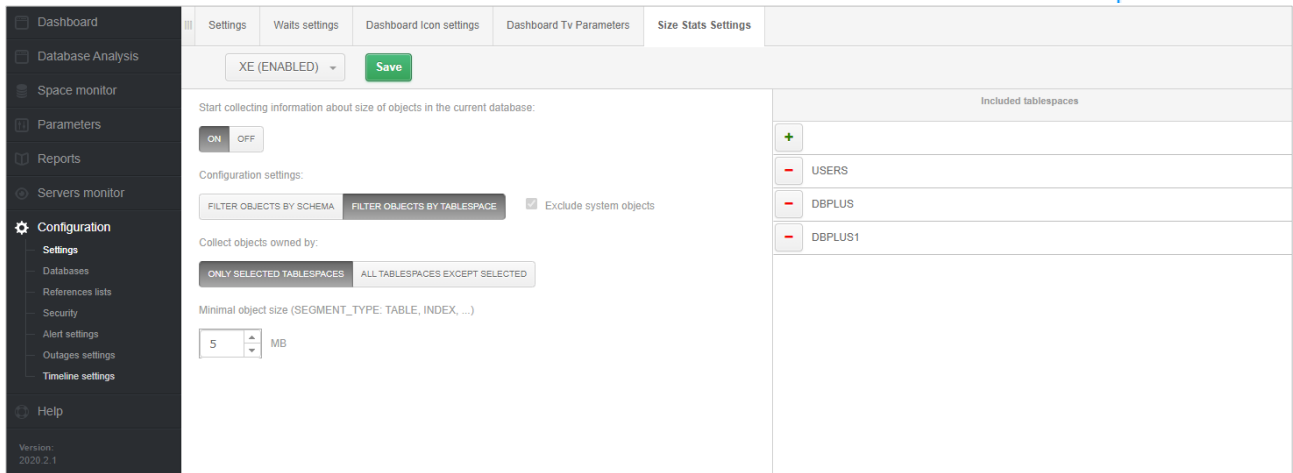 Dashboard
Database Analysis
Space monitor
Parameters
Reports
Servers monitor
Configuration
Settings
Databases
References lists
Security
Alert settings
Outages settings
Timeline settings
Help
Version:
2020.2.1
Settings Waits settings Dashboard Icon settings Dashboard Tv Parameters Size Stats Settings
XE (ENABLED) Save
Start collecting information about size of objects in the current database:
ON OFF
Configuration settings:
FILTER OBJECTS BY SCHEMA FILTER OBJECTS BY TABLESPACE Exclude system objects
Collect objects owned by:
ONLY SELECTED TABLESPACES ALL TABLESPACES EXCEPT SELECTED
Minimal object size (SEGMENT_TYPE: TABLE, INDEX, ...)
5 MB
Included tablespaces
+
- USERS
- DBPLUS
- DBPLUS1